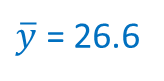 ȳ = 26.6